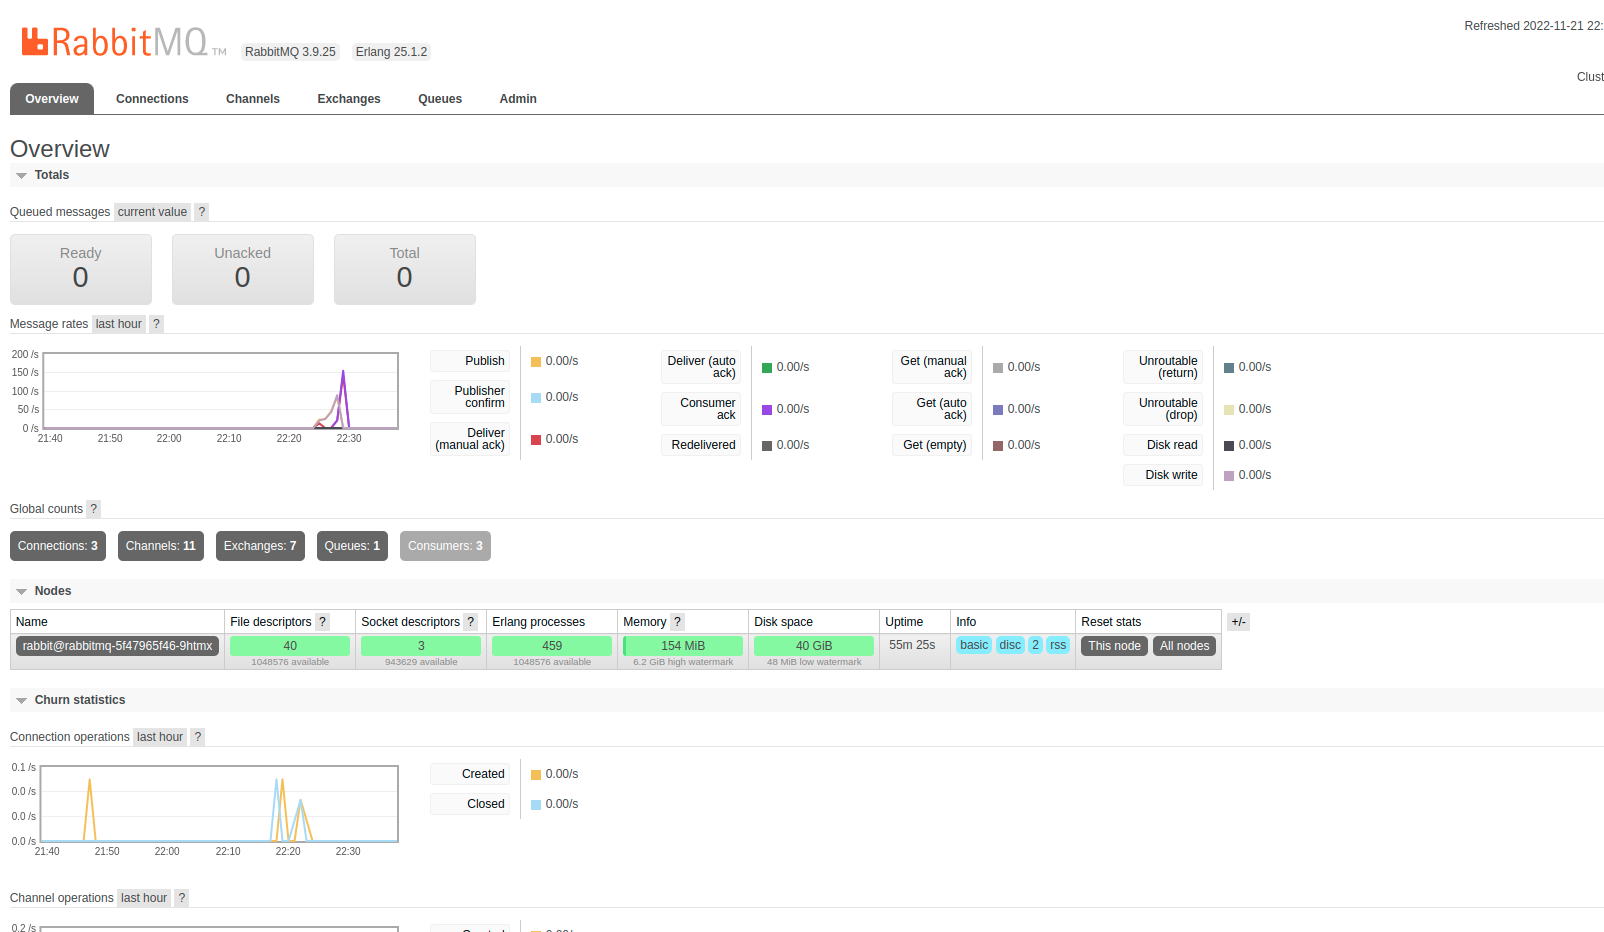 RabbitMQ TM RabbitMQ 3.9.25 Erlang 25.1.2
Refreshed 2022-11-21 22:
Clust
Overview Connections Channels Exchanges Queues Admin
Overview
Totals
Queued messages current value ?
Ready Unacked Total
0 0 0
Message rates last hour ?
200 /s
150 /s
100 /s
50 /s
0 /s
21:40 21:50 22:00 22:10 22:20 22:30
Publish 0.00/s
Publisher
confirm 0.00/s
Deliver
(manual ack) 0.00/s
Deliver (auto
ack) 0.00/s
Consumer
ack 0.00/s
Redelivered 0.00/s
Get (manual
ack) 0.00/s
Get (auto
ack) 0.00/s
Get (empty) 0.00/s
Unroutable
(return) 0.00/s
Unroutable
(drop) 0.00/s
Disk read 0.00/s
Disk write 0.00/s
Global counts ?
Connections: 3 Channels: 11 Exchanges: 7 Queues: 1 Consumers: 3
Nodes
Name File descriptors ? Socket descriptors ? Erlang processes Memory ? Disk space Uptime Info Reset stats +/-
rabbit@rabbitmq-5f47965f46-9htmx 40 3 459 154 MiB 40 GiB 55m 25s basic disc 2 rss This node All nodes
1048576 available 943629 available 1048576 available 6.2 GiB high watermark 48 MiB low watermark
Churn statistics
Connection operations last hour ?
0.1 /s
0.0 /s
0.0 /s
0.0 /s
21:40 21:50 22:00 22:10 22:20 22:30
Created 0.00/s
Closed 0.00/s
Channel operations last hour ?
0.2 /s
Created 0.00/s